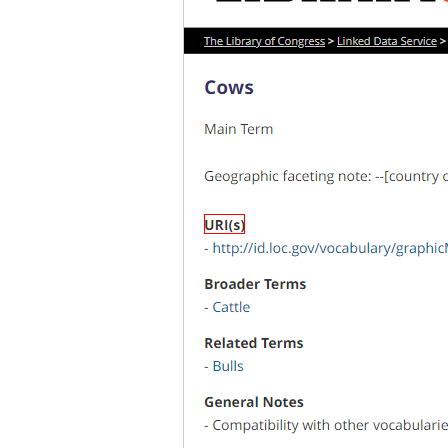 The Library of Congress > Linked Data Service >
Cows
Main Term
Geographic faceting note: --[country
URI(s)
- http://id.loc.gov/vocabulary/graphic
Broader Terms
- Cattle
Related Terms
- Bulls
General Notes
- Compatibility with other vocabularie